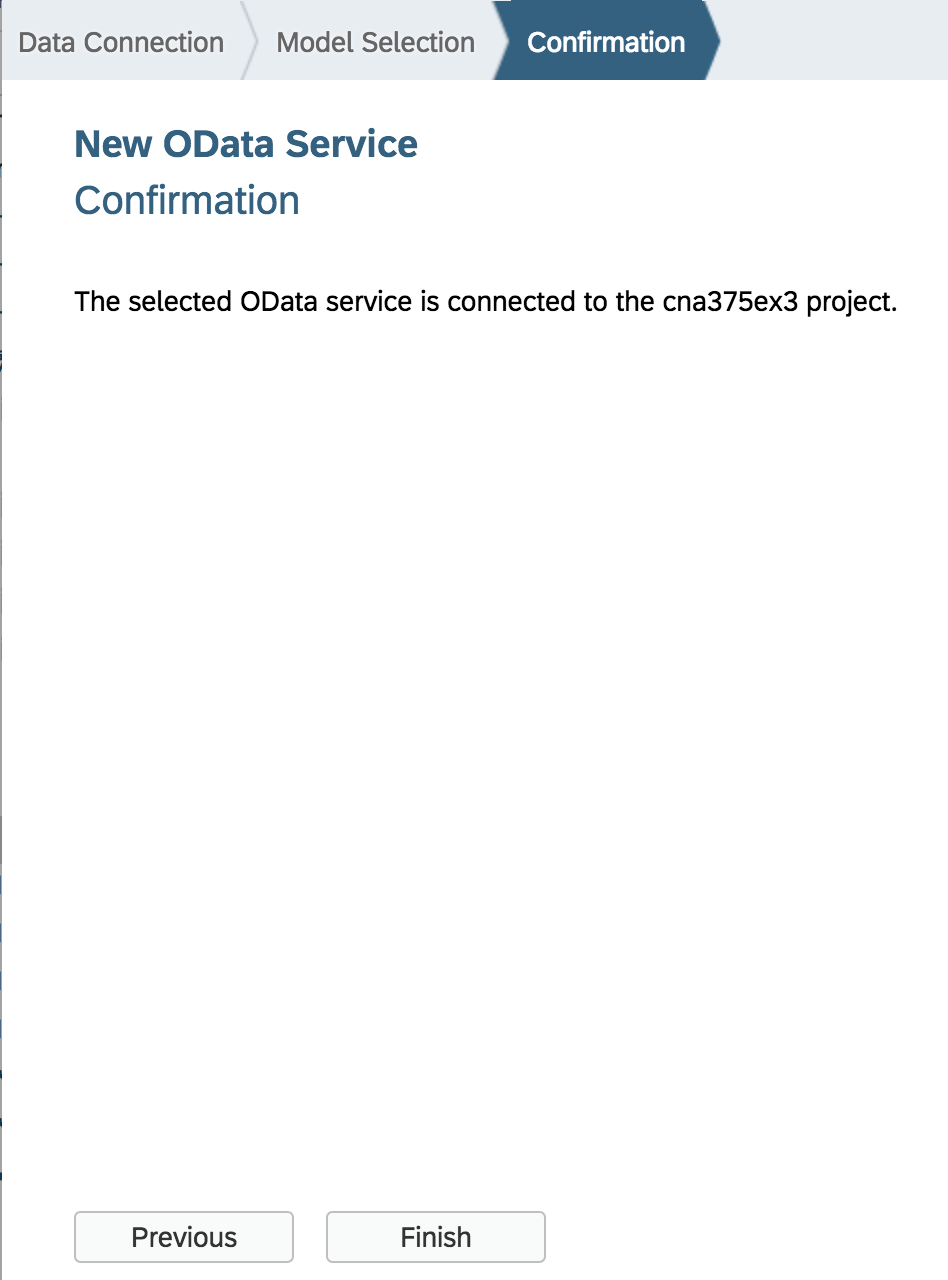 Data Connection Model Selection Confirmation
New OData Service
Confirmation
The selected OData service is connected to the cna375ex3 project.
Previous Finish